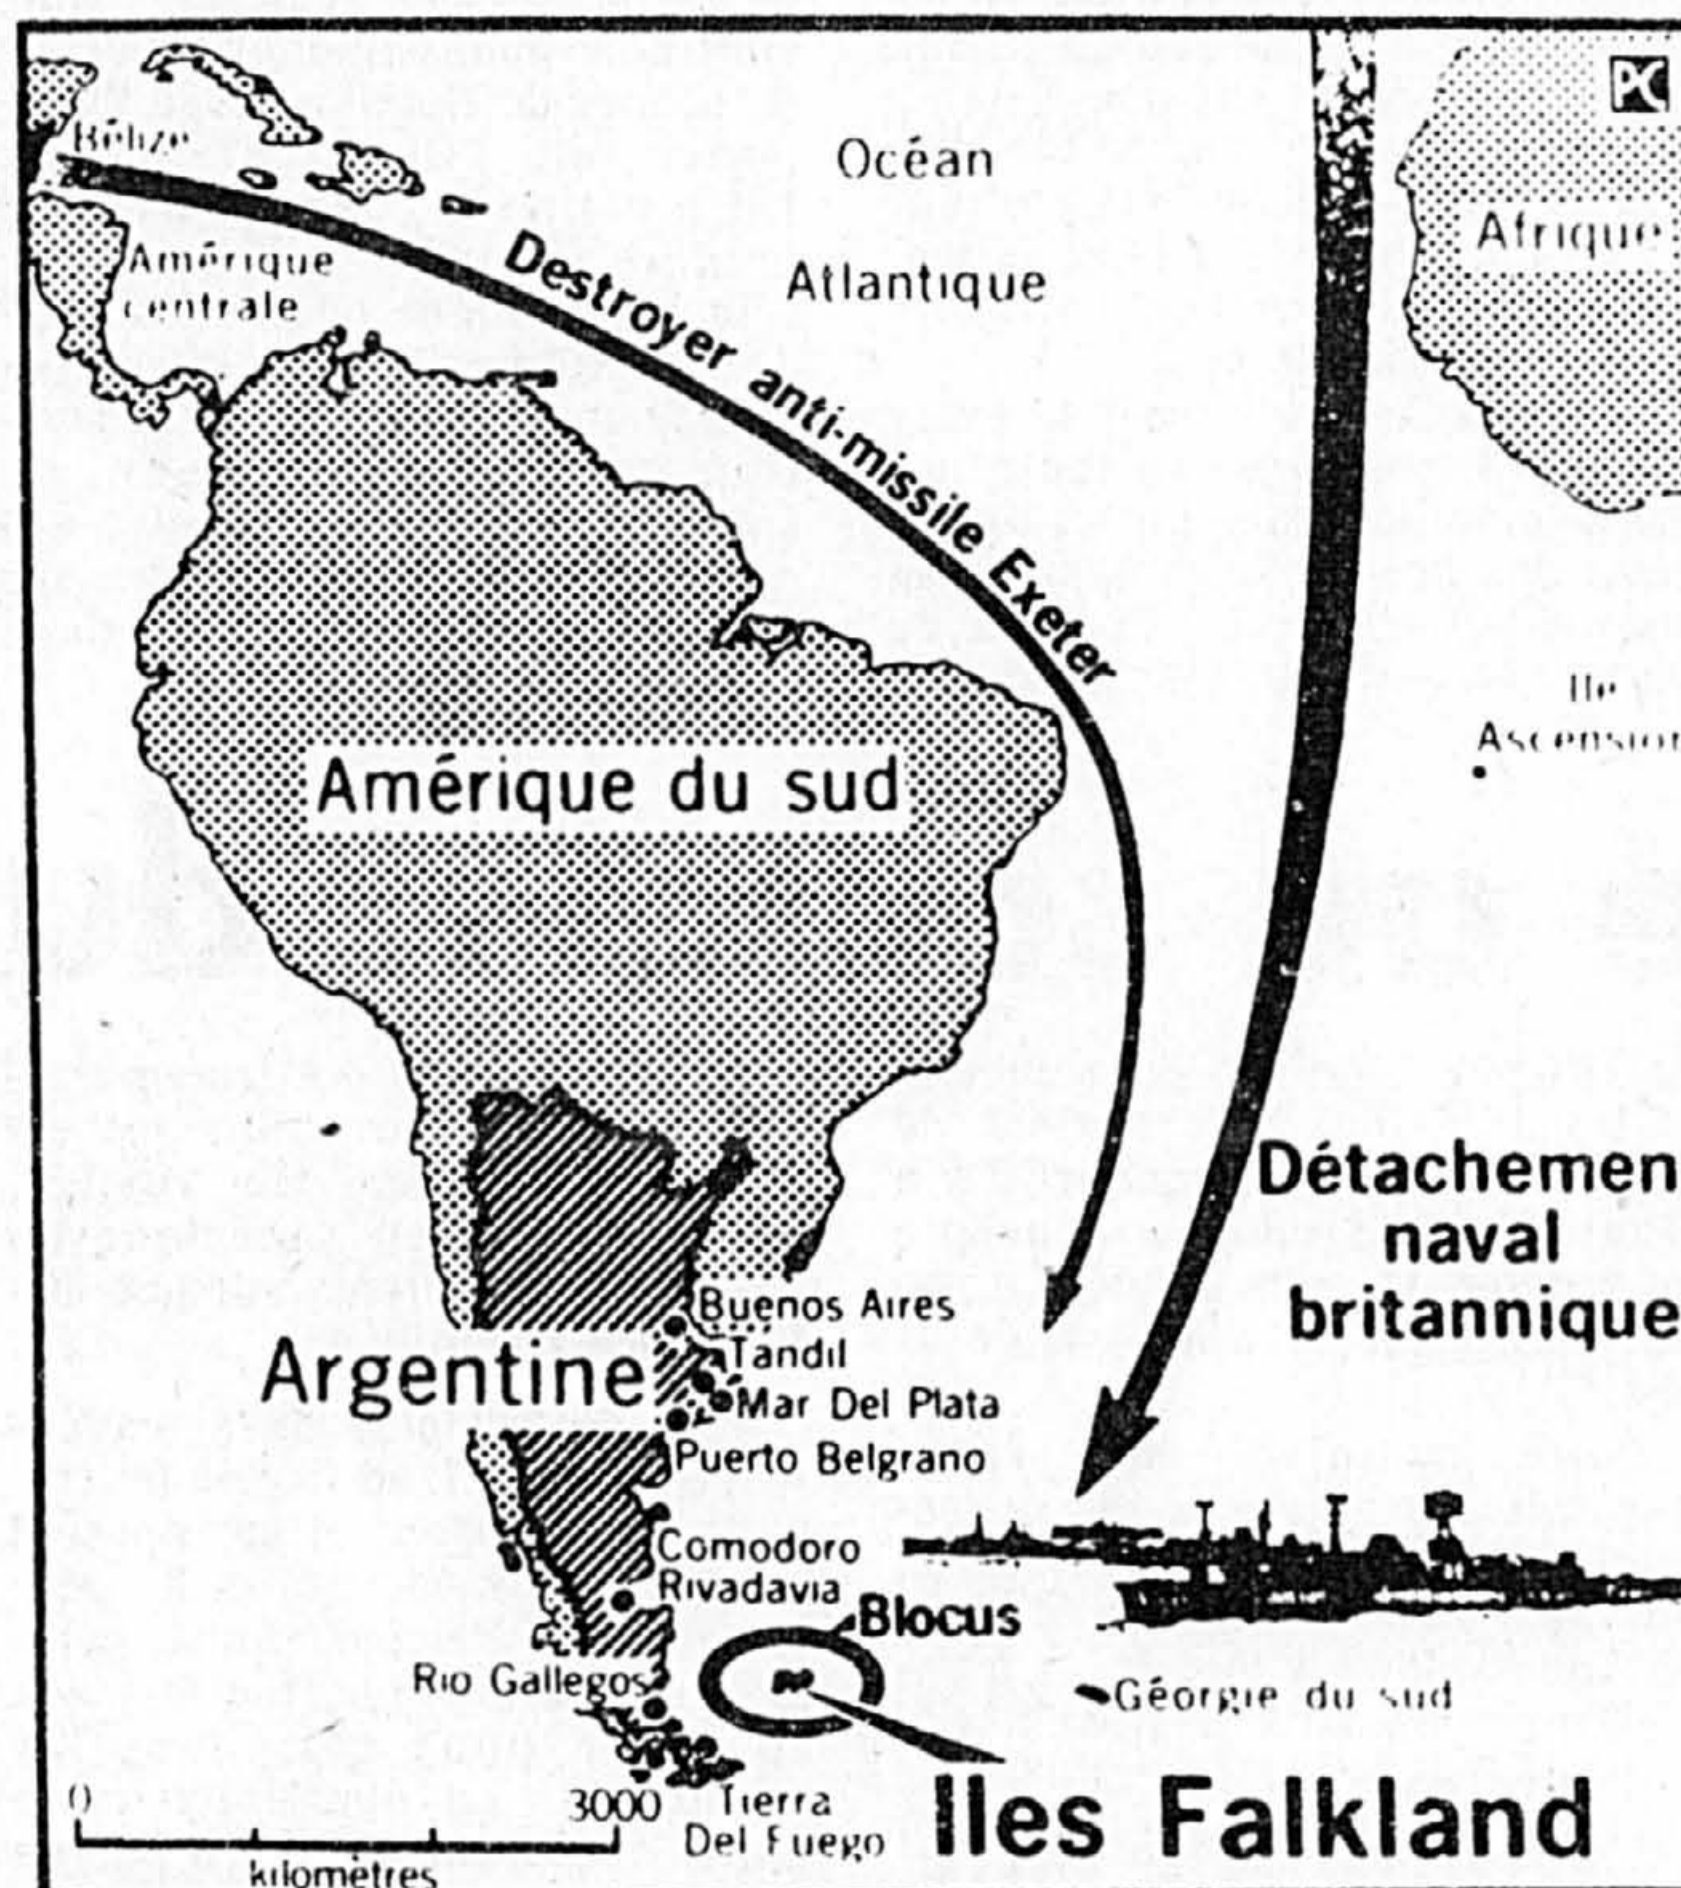 PC
Bélize
Océan
Atlantique
Afrique
Amérique
centrale
Destroyer anti-missile Exeter
Ile
Ascension
Amérique du sud
Détachemen
naval
britannique
Buenos Aires
Tandil
Argentine
Mar Del Plata
Puerto Belgrano
Comodoro
Rivadavia
Blocus
Rio Gallegos
Géorgie du sud
Iles Falkland
0
3000
Tierra
Del Fuego
kilomètres